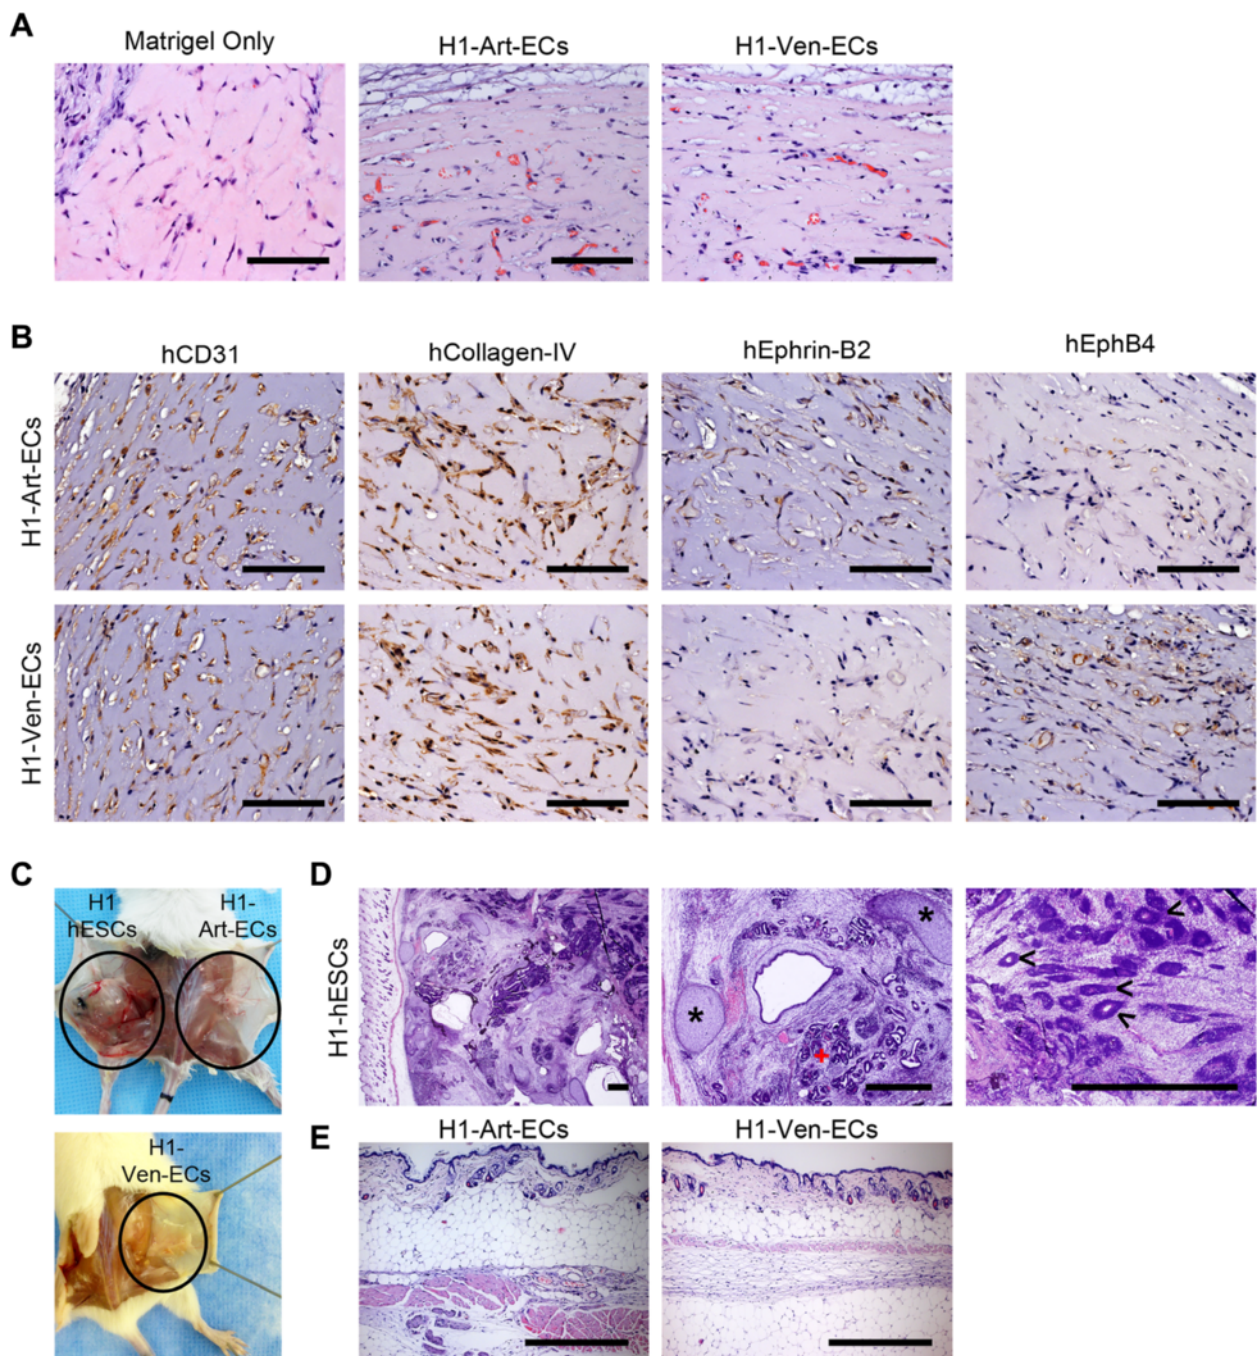 A
Matrigel Only
H1-Art-ECs
H1-Ven-ECs
B
hCD31
hCollagen-IV
hEphrin-B2
hEphB4
H1-Art-ECs
H1-Ven-ECs
C
H1
hESCs
H1-
Art-ECs
H1-
Ven-ECs
D
H1-hESCs
*
*
+
<
<
<
<
E
H1-Art-ECs
H1-Ven-ECs